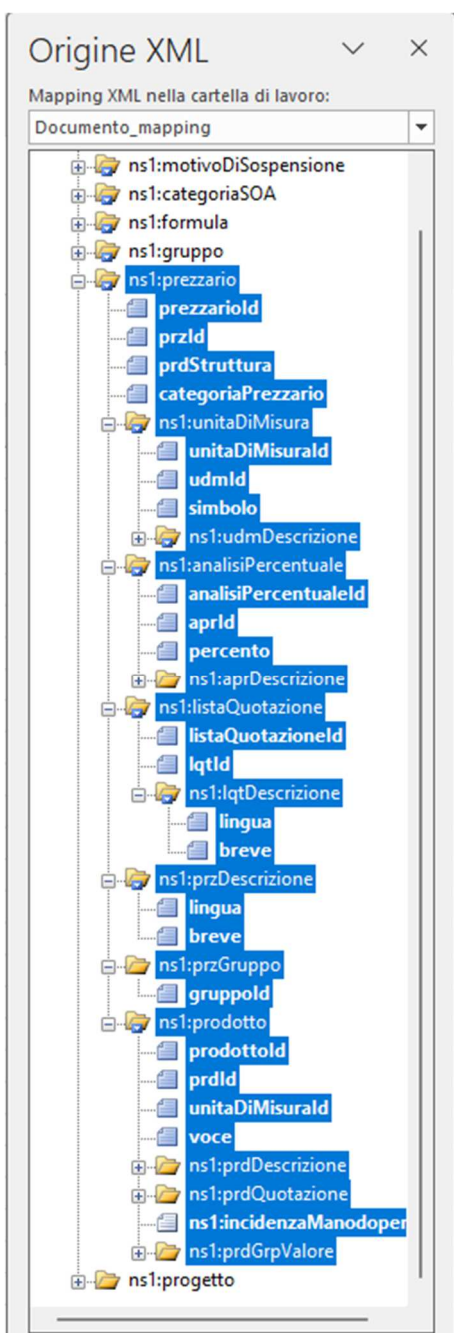 Origine XML
Mapping XML nella cartella di lavoro:
Documento_mapping
ns1:motivoDiSospensione
ns1:categoriaSOA
ns1:formula
ns1:gruppo
ns1:prezzario
prezzarioId
przId
prdStruttura
categoriaPrezzario
ns1:unitaDiMisura
unitaDiMisuraId
udmId
simbolo
ns1:udmDescrizione
ns1:analisiPercentuale
analisiPercentualeId
aprId
percento
ns1:aprDescrizione
ns1:listaQuotazione
listaQuotazioneId
lqtId
ns1:lqtDescrizione
lingua
breve
ns1:przDescrizione
lingua
breve
ns1:przGruppo
gruppoId
ns1:prodotto
prodottoId
prdId
unitaDiMisuraId
voce
ns1:prdDescrizione
ns1:prdQuotazione
ns1:incidenzaManodoper
ns1:prdGrpValore
ns1:progetto